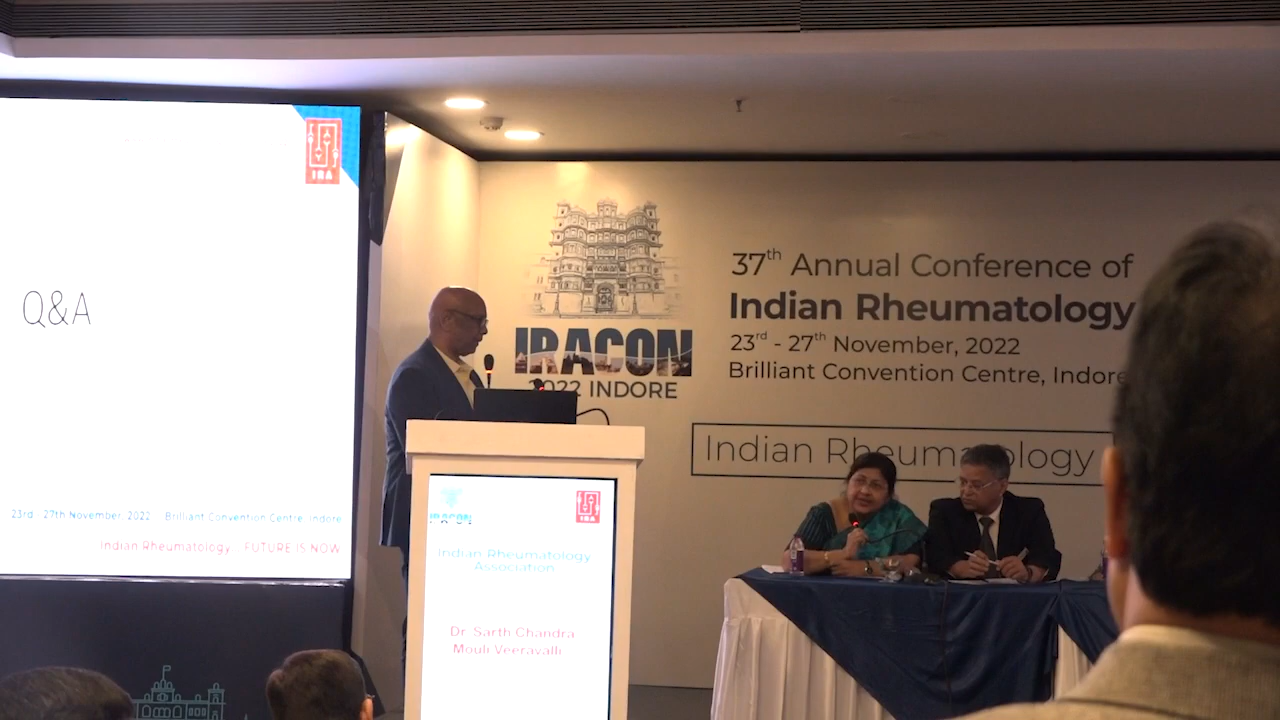 IRA
Q&A
23rd - 27th November, 2022 Brilliant Convention Centre, Indore
Indian Rheumatology... FUTURE IS NOW
IRACON
2022 INDORE
37th Annual Conference of
Indian Rheumatology
23rd - 27th November, 2022
Brilliant Convention Centre, Indore
Indian Rheumatology
IRACON
IRA
Indian Rheumatology
Association
Dr Sarth Chandra
Mouli Veeravalli